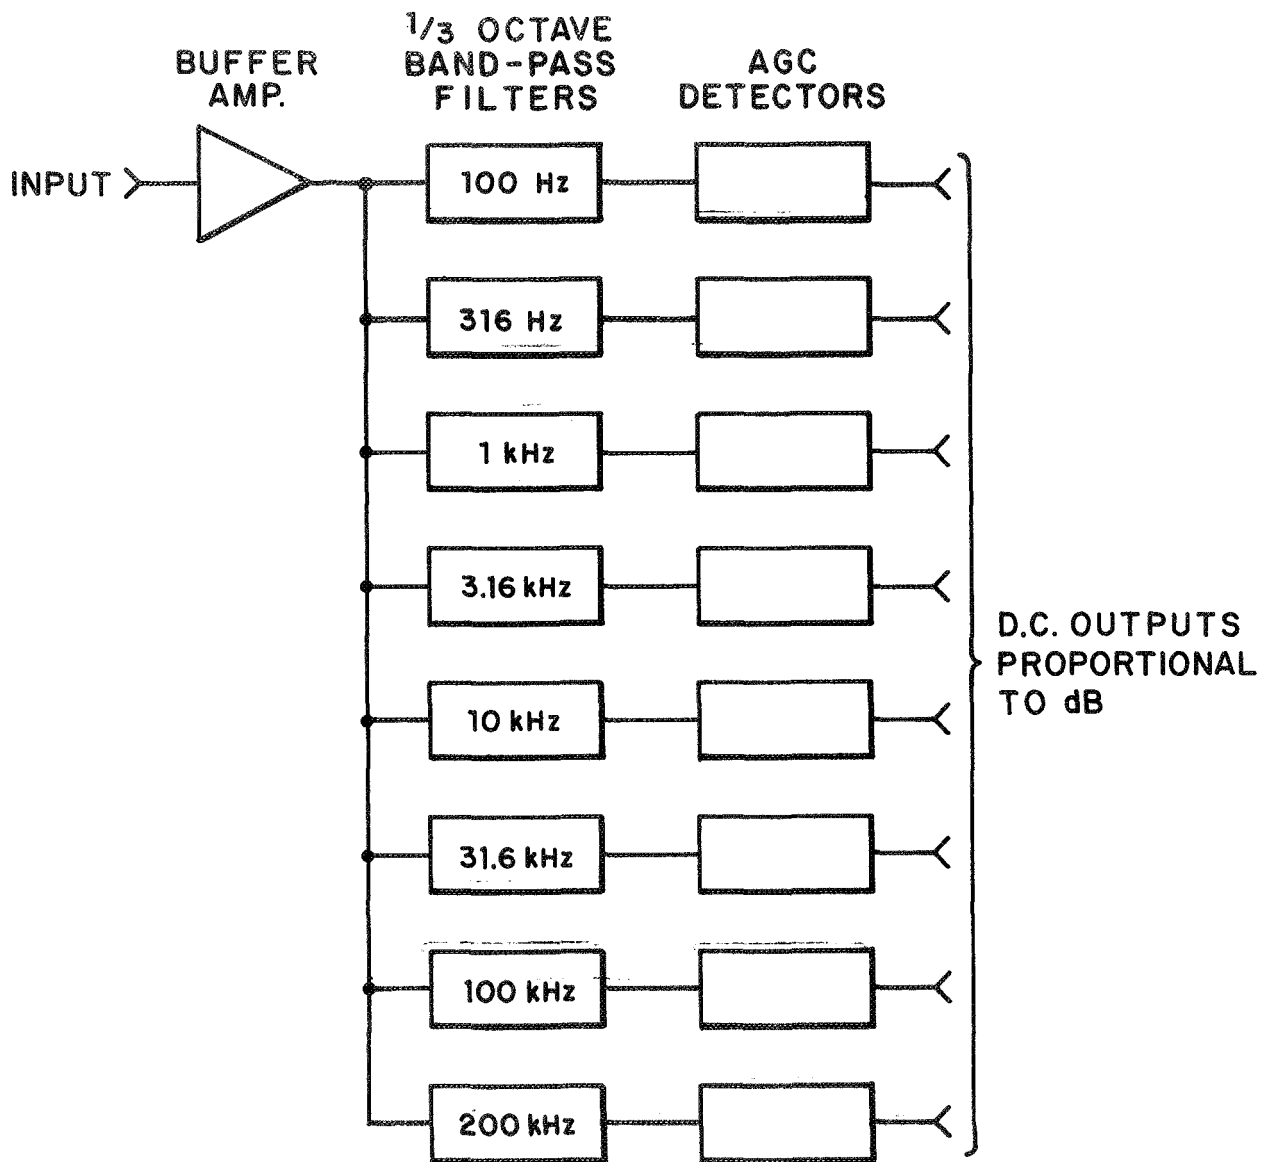 1/3 OCTAVE
BAND-PASS
FILTERS
BUFFER
AMP.
AGC
DETECTORS
INPUT
100 Hz
316 Hz
1 kHz
3.16 kHz
10 kHz
31.6 kHz
100 kHz
200 kHz
D.C. OUTPUTS
PROPORTIONAL
TO dB